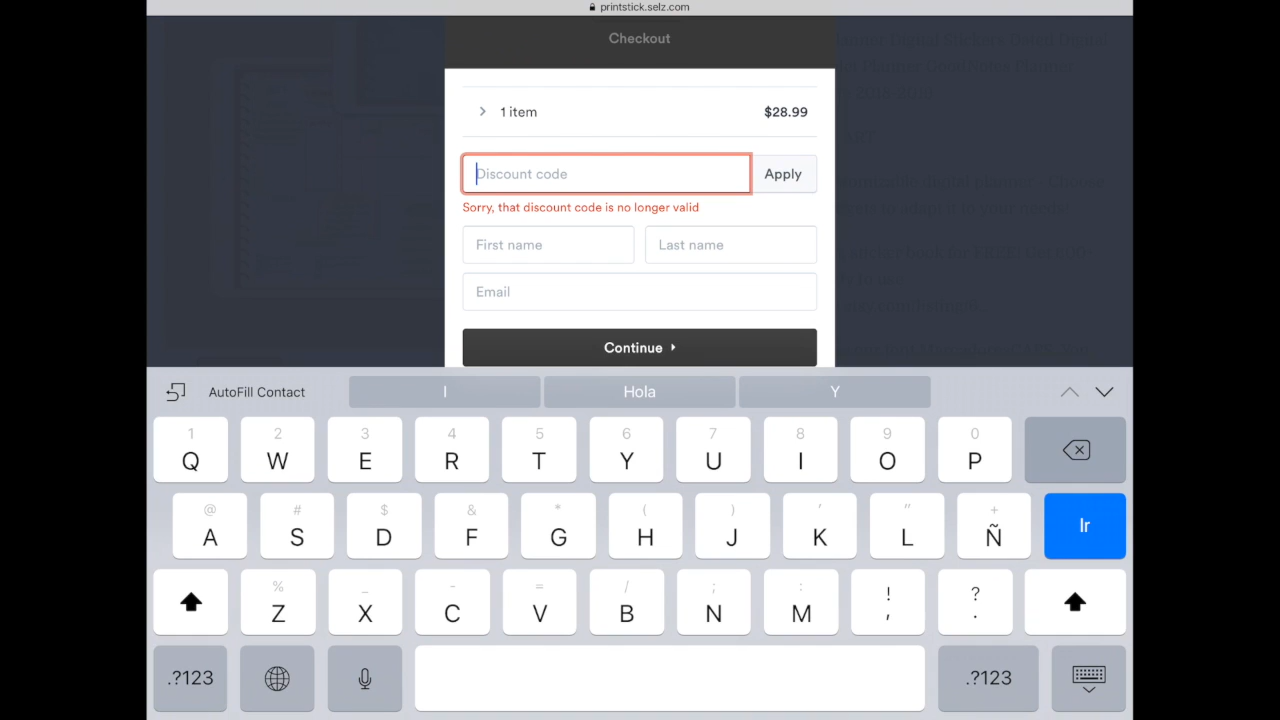 printstick.selz.com
Checkout
1 item $28.99
Discount code Apply
Sorry, that discount code is no longer valid
First name Last name
Email
Continue
AutoFill Contact I Hola Y
1 2 3 4 5 6 7 8 9 0
Q W E R T Y U I O P
@ # $ & * ( ) ' " +
A S D F G H J K L Ñ Ir
% _ - = / ; : ! ?
Z X C V B N M , .
.?123 .?123